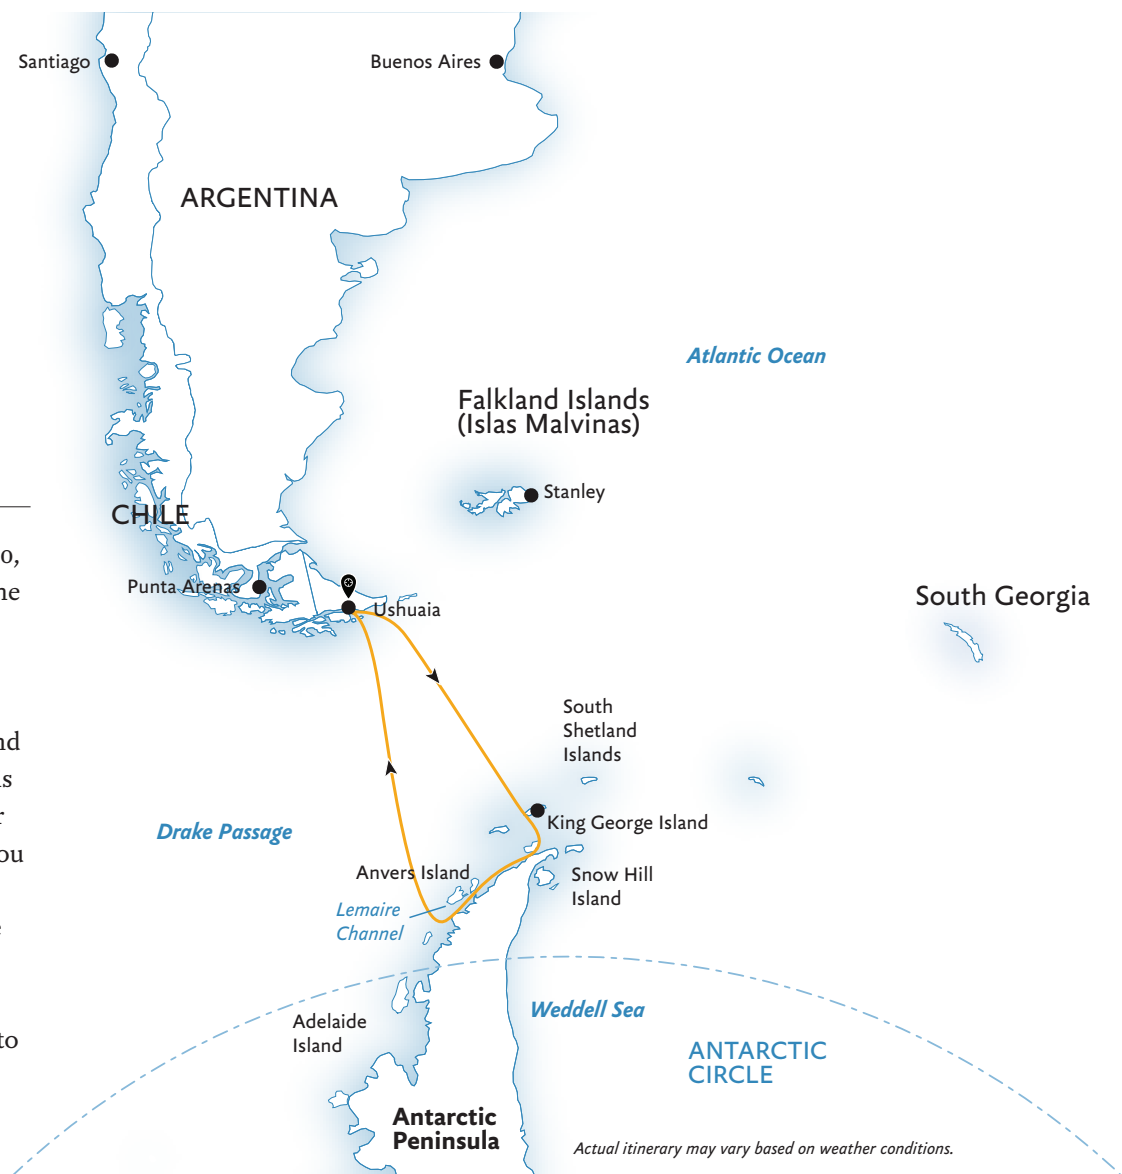 Santiago
Buenos Aires
ARGENTINA
Atlantic Ocean
Falkland Islands
(Islas Malvinas)
Stanley
CHILE
Punta Arenas
Ushuaia
South Georgia
South
Shetland
Islands
King George Island
Drake Passage
Anvers Island
Snow Hill
Island
Lemaire
Channel
Weddell Sea
Adelaide
Island
ANTARCTIC
CIRCLE
Antarctic
Peninsula
Actual itinerary may vary based on weather conditions.
to